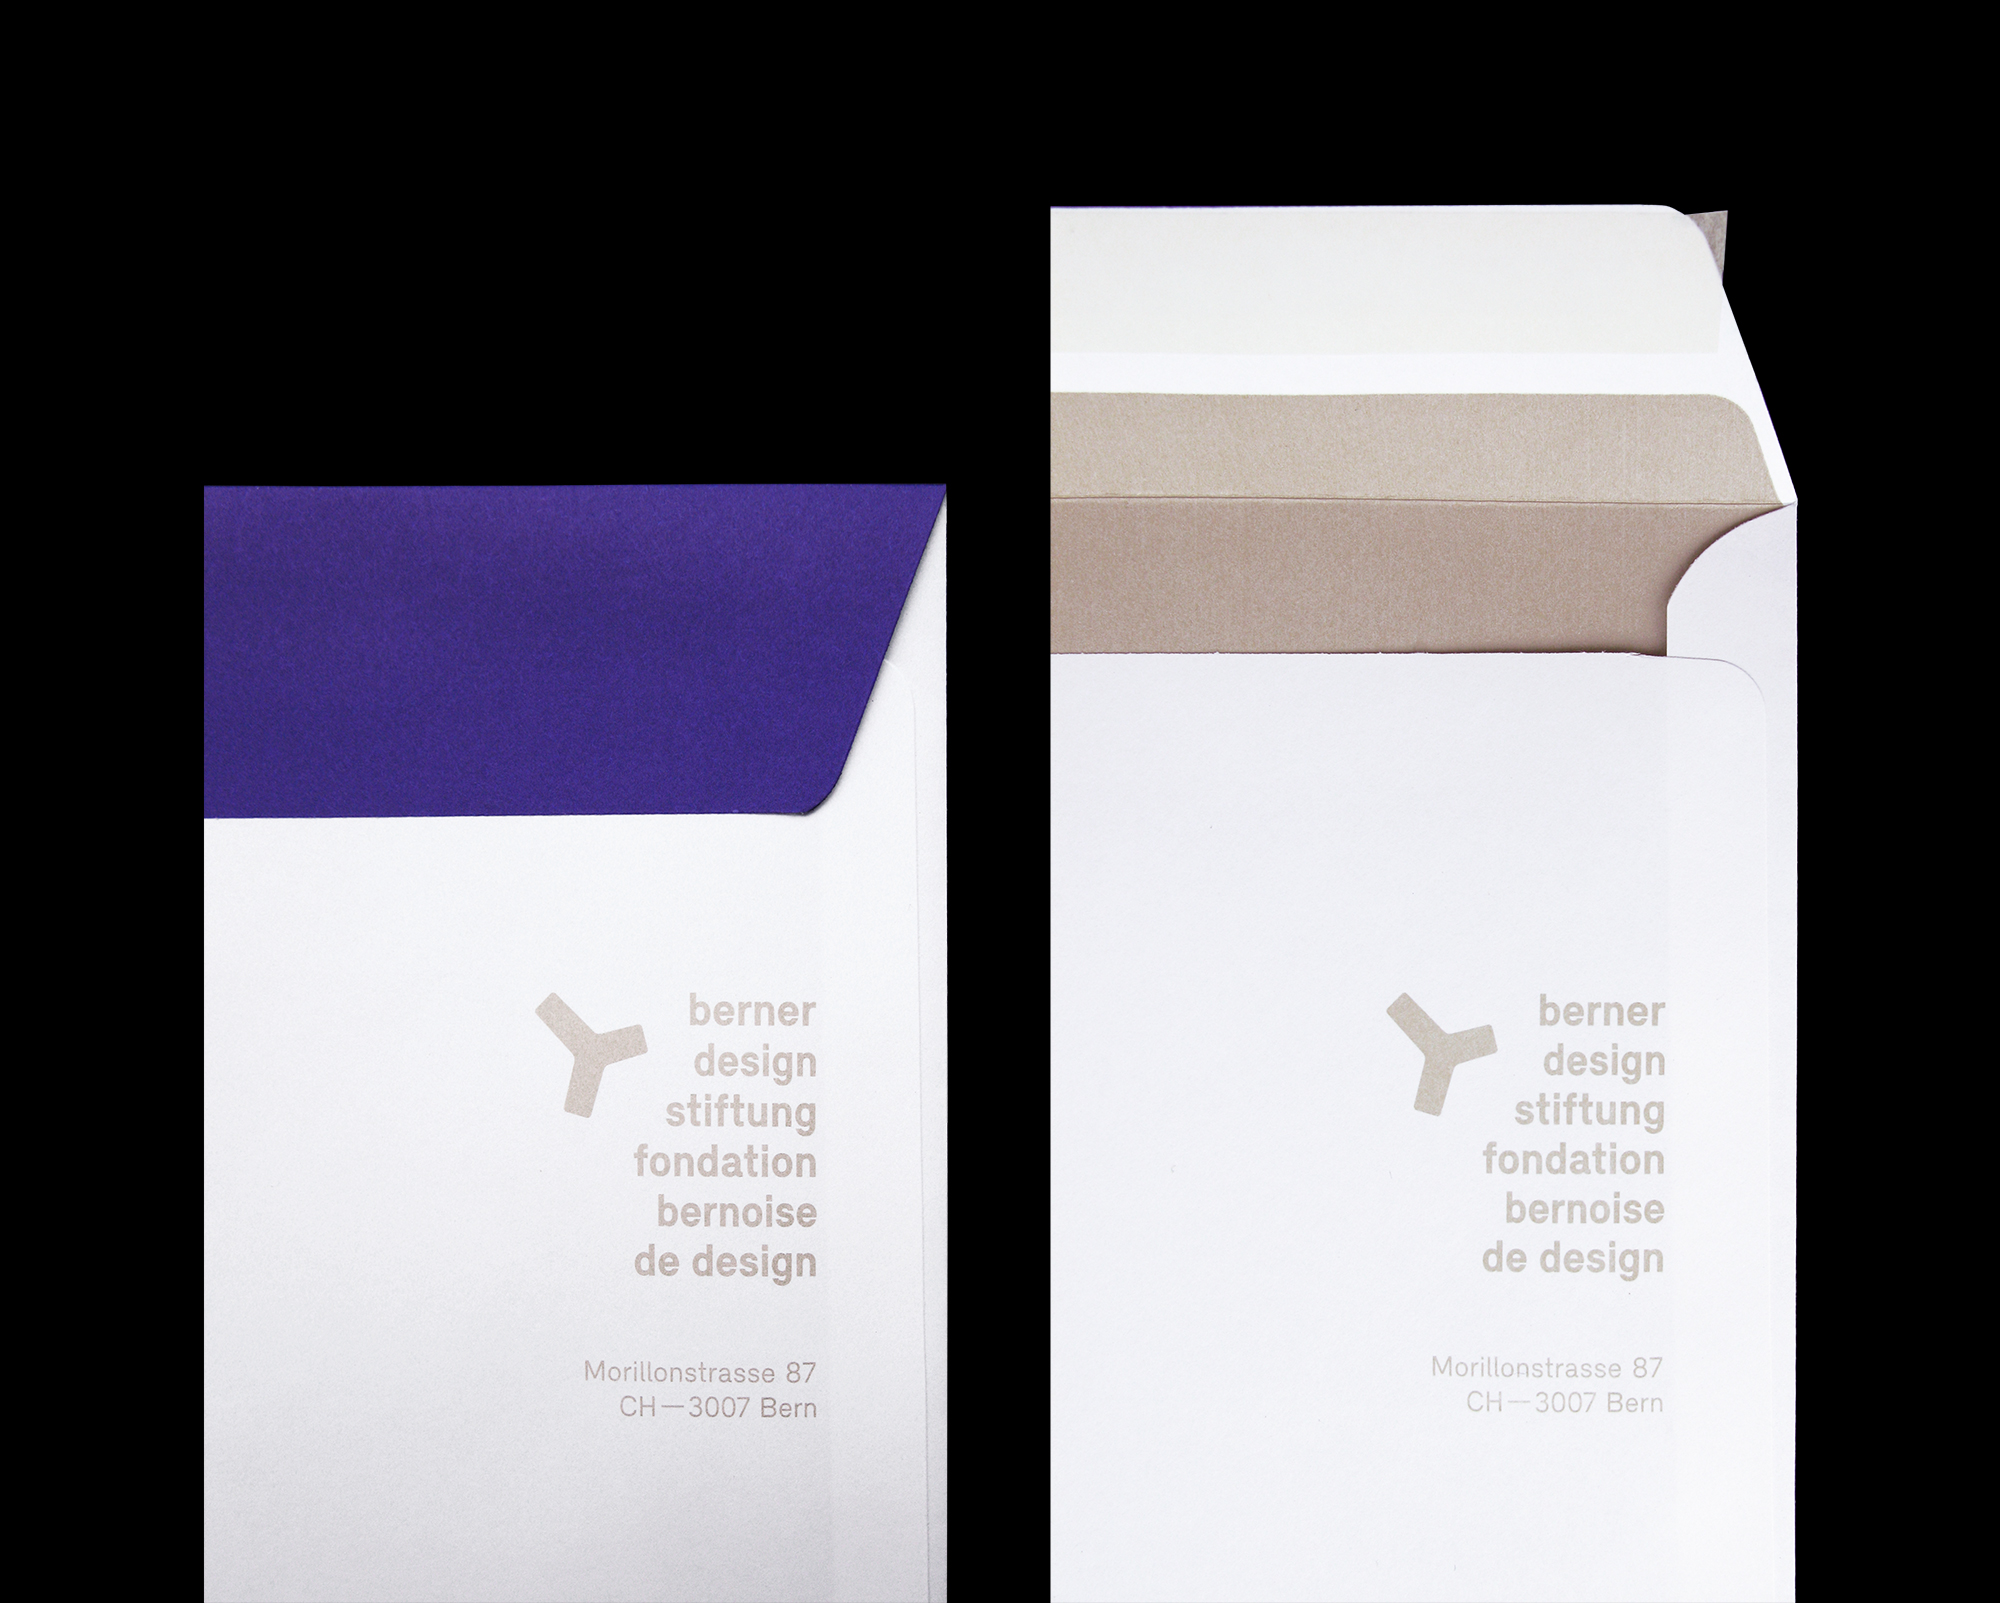 berner
design
stiftung
fondation
bernoise
de design
Morillonstrasse 87
CH—3007 Bern
berner
design
stiftung
fondation
bernoise
de design
Morillonstrasse 87
CH—3007 Bern